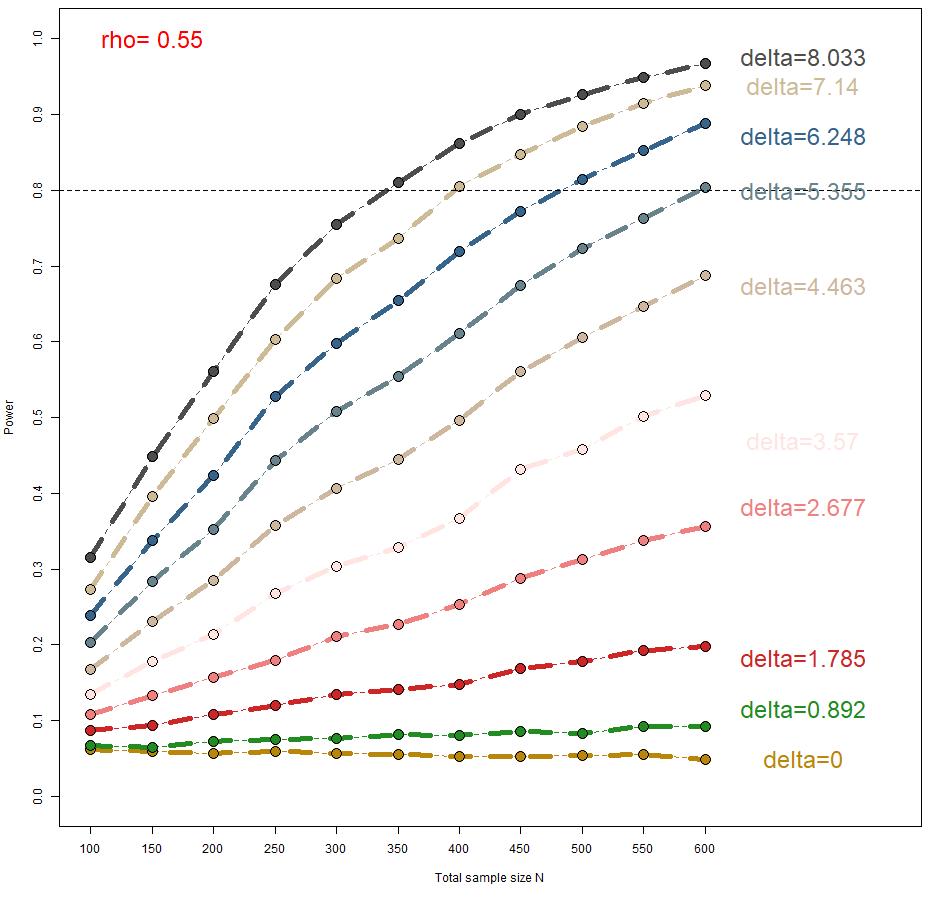 rho= 0.55
delta=8.033
delta=7.14
delta=6.248
delta=5.355
delta=4.463
delta=3.57
delta=2.677
delta=1.785
delta=0.892
delta=0
1.0
0.9
0.8
0.7
0.6
0.5
0.4
0.3
0.2
0.1
0.0
Power
100 150 200 250 300 350 400 450 500 550 600
Total sample size N